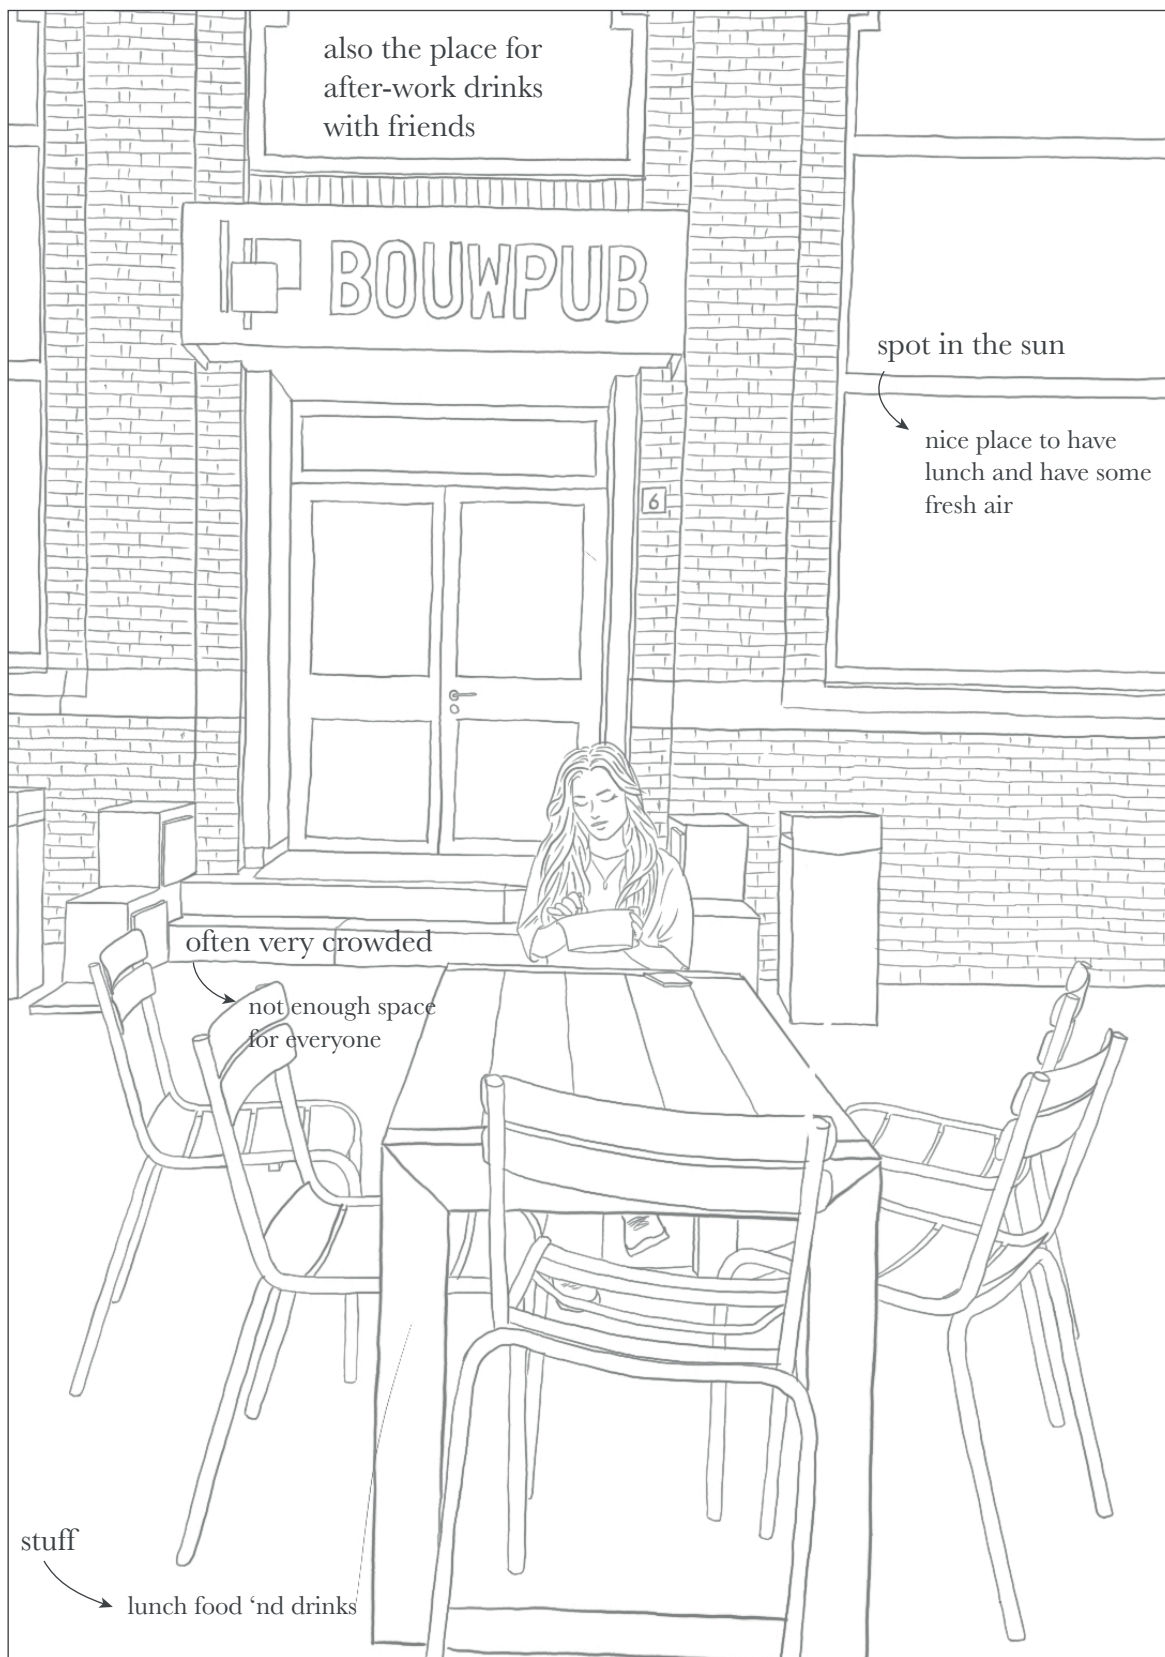 also the place for
after-work drinks
with friends
BOUWPUB
spot in the sun
nice place to have
lunch and have some
fresh air
6
often very crowded
not enough space
for everyone
stuff
lunch food ‘nd drinks